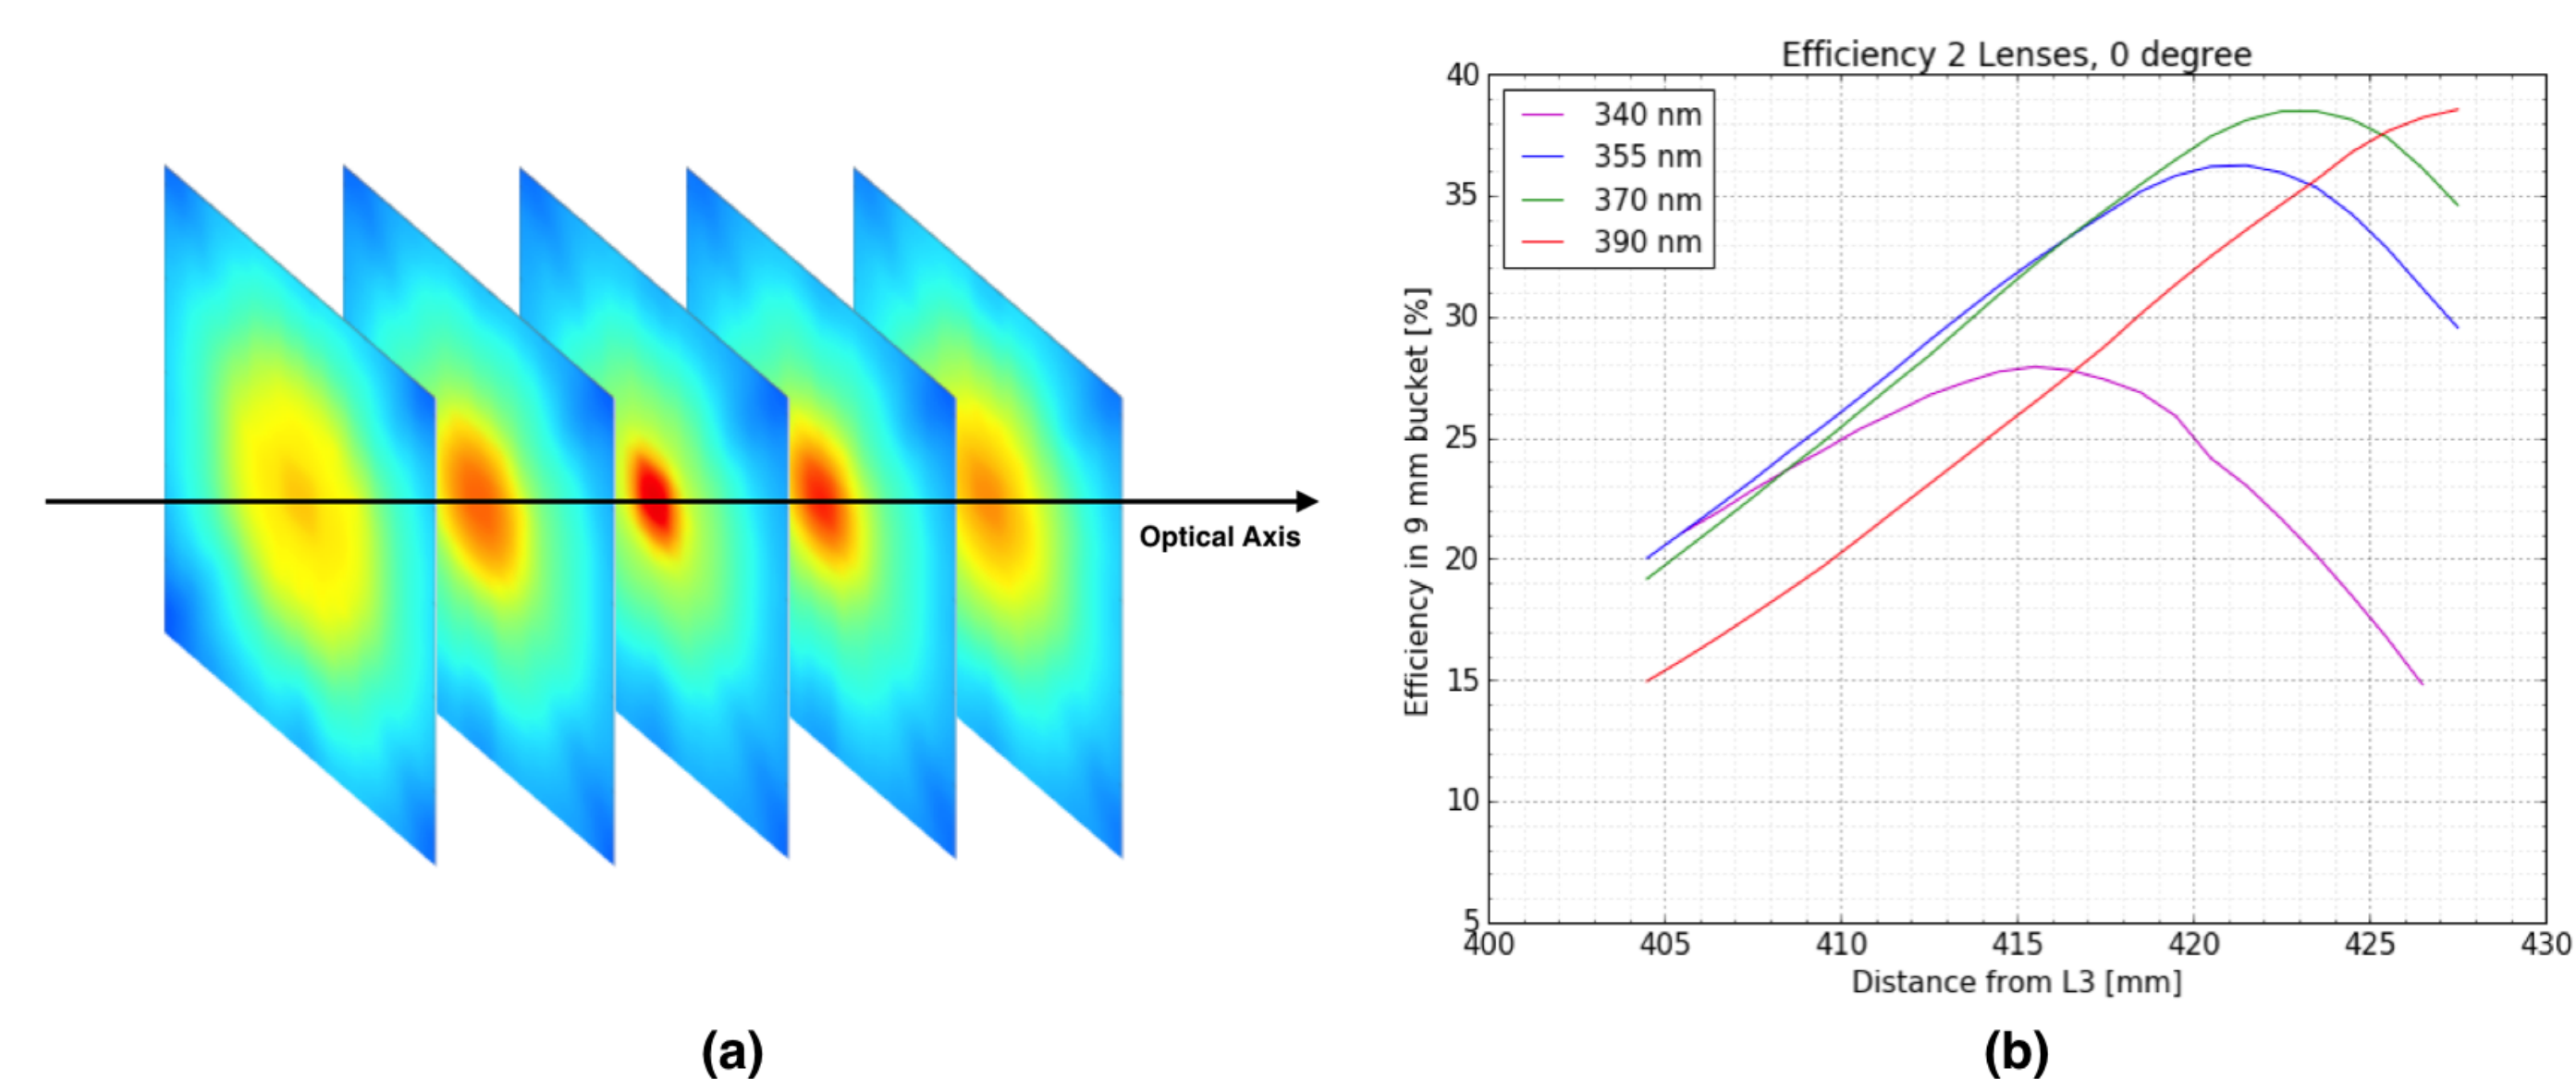 Optical Axis
(a)
Efficiency 2 Lenses, 0 degree
340 nm
355 nm
370 nm
390 nm
Efficiency in 9 mm bucket [%]
40
35
30
25
20
15
10
5
400 405 410 415 420 425 430
Distance from L3 [mm]
(b)